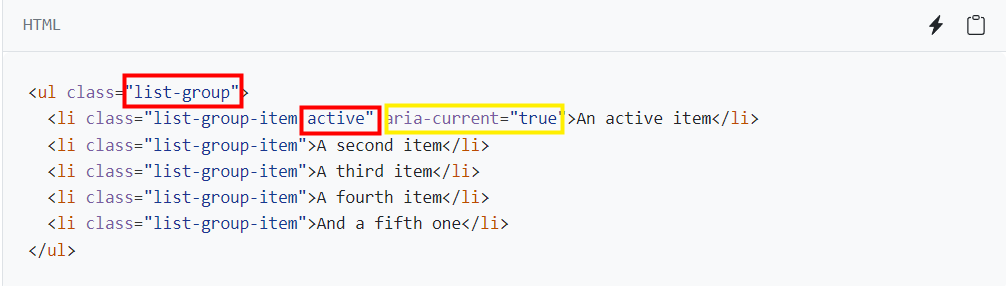 HTML
<ul class="list-group">
<li class="list-group-item active" aria-current="true">An active item</li>
<li class="list-group-item">A second item</li>
<li class="list-group-item">A third item</li>
<li class="list-group-item">A fourth item</li>
<li class="list-group-item">And a fifth one</li>
</ul>